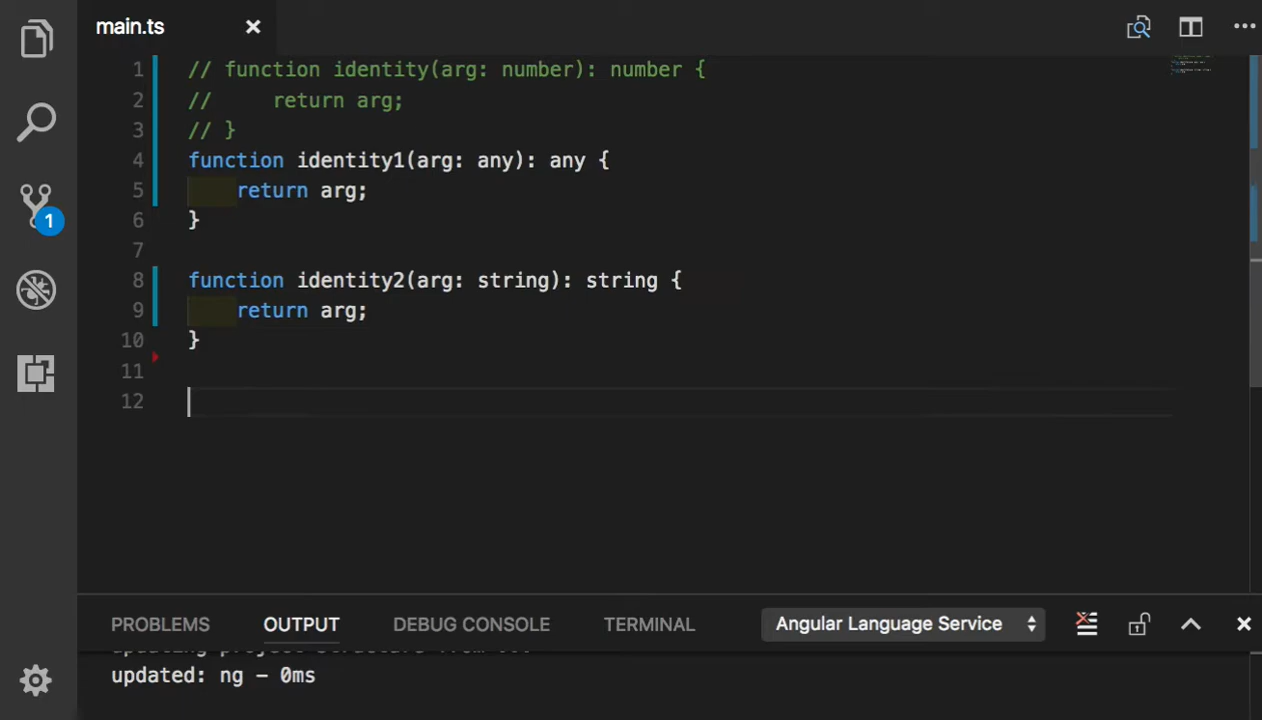 main.ts
1 // function identity(arg: number): number {
2 //     return arg;
3 // }
4 function identity1(arg: any): any {
5     return arg;
6 }
7
8 function identity2(arg: string): string {
9     return arg;
10 }
11
12
1
PROBLEMS OUTPUT DEBUG CONSOLE TERMINAL Angular Language Service
updated: ng - 0ms